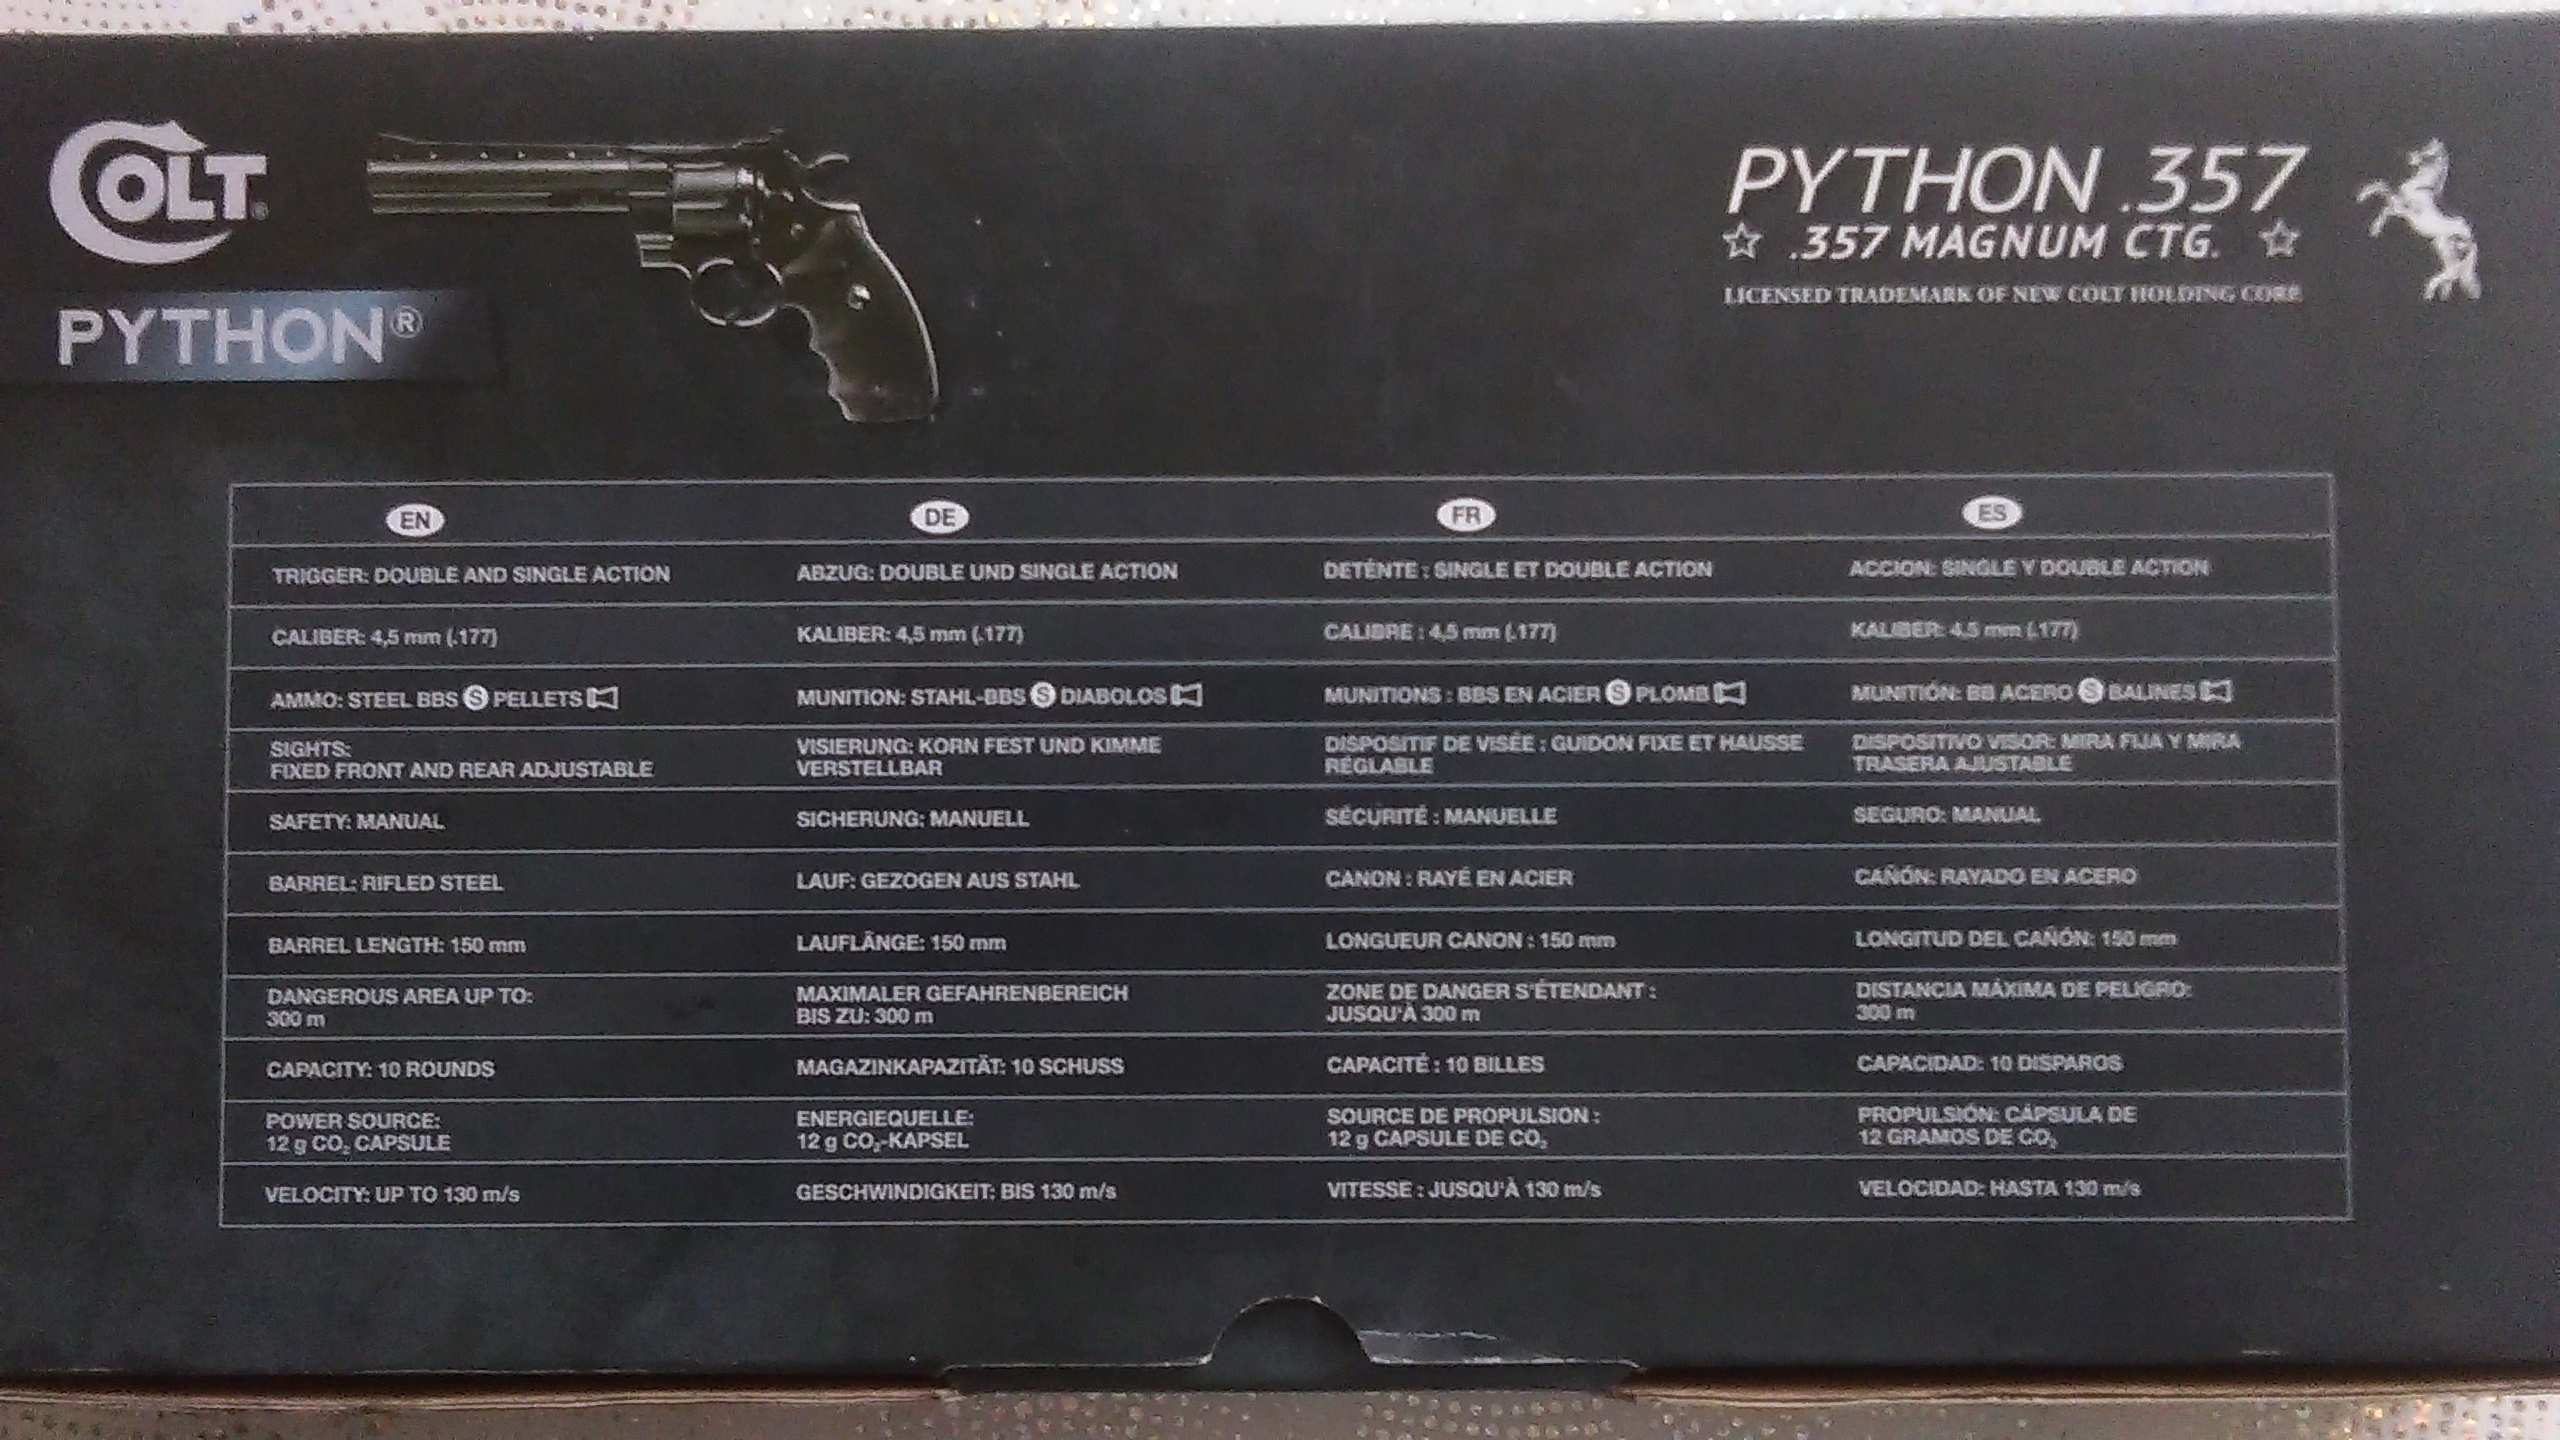 COLT®
PYTHON®
PYTHON .357
☆ .357 MAGNUM CTG. ☆
LICENSED TRADEMARK OF NEW COLT HOLDING CORP.
EN DE FR ES
TRIGGER: DOUBLE AND SINGLE ACTION ABZUG: DOUBLE UND SINGLE ACTION DETÉNTE : SINGLE ET DOUBLE ACTION ACCION: SINGLE Y DOUBLE ACTION
CALIBER: 4,5 mm (.177) KALIBER: 4,5 mm (.177) CALIBRE : 4,5 mm (.177) KALIBER: 4,5 mm (.177)
AMMO: STEEL BBS S PELLETS MUNITION: STAHL-BBS S DIABOLOS MUNITIONS : BBS EN ACIER S PLOMB MUNITIÓN: BB ACERO S BALINES
SIGHTS:
FIXED FRONT AND REAR ADJUSTABLE
VISIERUNG: KORN FEST UND KIMME
VERSTELLBAR
DISPOSITIF DE VISÉE : GUIDON FIXE ET HAUSSE
RÉGLABLE
DISPOSITIVO VISOR: MIRA FIJA Y MIRA
TRASERA AJUSTABLE
SAFETY: MANUAL SICHERUNG: MANUELL SÉCURITÉ : MANUELLE SEGURO: MANUAL
BARREL: RIFLED STEEL LAUF: GEZOGEN AUS STAHL CANON : RAYÉ EN ACIER CAÑÓN: RAYADO EN ACERO
BARREL LENGTH: 150 mm LAUFLÄNGE: 150 mm LONGUEUR CANON : 150 mm LONGITUD DEL CAÑÓN: 150 mm
DANGEROUS AREA UP TO:
300 m
MAXIMALER GEFAHRENBEREICH
BIS ZU: 300 m
ZONE DE DANGER S'ÉTENDANT :
JUSQU'À 300 m
DISTANCIA MÁXIMA DE PELIGRO:
300 m
CAPACITY: 10 ROUNDS MAGAZINKAPAZITÄT: 10 SCHUSS CAPACITÉ : 10 BILLES CAPACIDAD: 10 DISPAROS
POWER SOURCE:
12 g CO₂ CAPSULE
ENERGIEQUELLE:
12 g CO₂-KAPSEL
SOURCE DE PROPULSION :
12 g CAPSULE DE CO₂
PROPULSIÓN: CÁPSULA DE
12 GRAMOS DE CO₂
VELOCITY: UP TO 130 m/s GESCHWINDIGKEIT: BIS 130 m/s VITESSE : JUSQU'À 130 m/s VELOCIDAD: HASTA 130 m/s